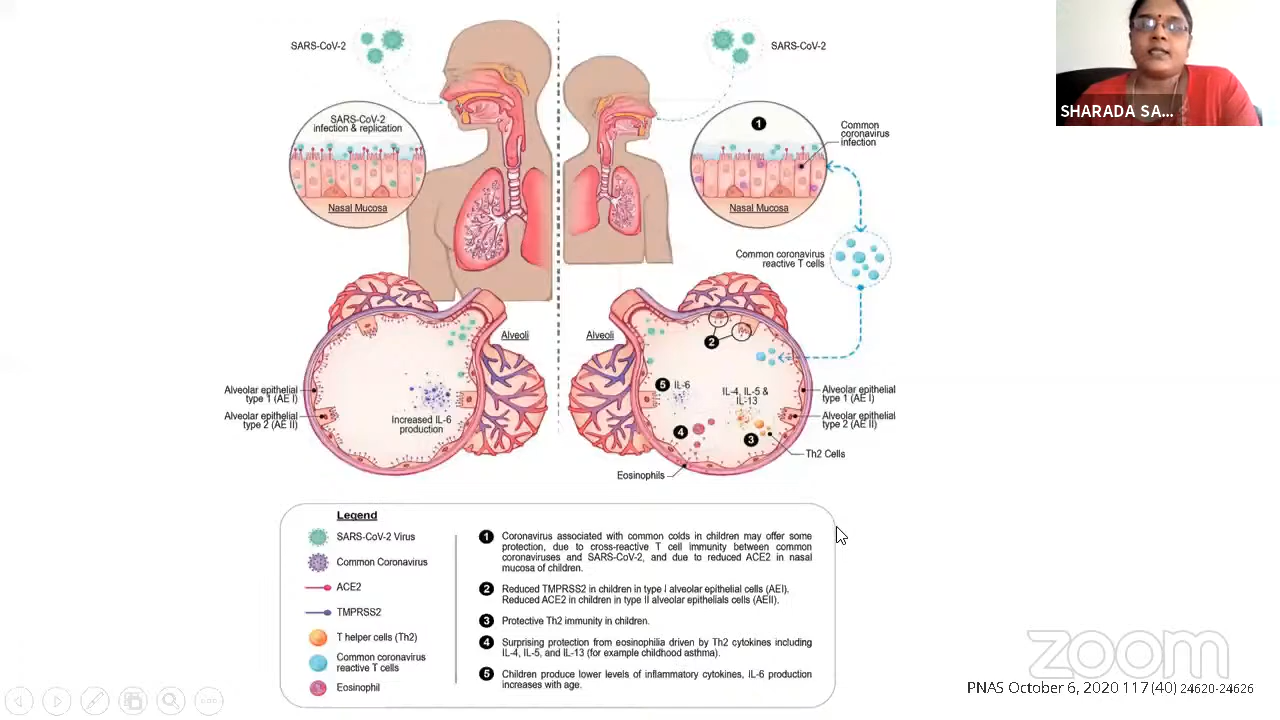 SARS-CoV-2
SARS-CoV-2
SHARADA SA...
SARS-CoV-2
infection & replication
Nasal Mucosa
1
Common
coronavirus
infection
Nasal Mucosa
Common coronavirus
reactive T cells
Alveoli
Alveoli
2
Alveolar epithelial
type 1 (AE I)
Alveolar epithelial
type 2 (AE II)
Increased IL-6
production
5 IL-6
IL-4, IL-5 &
IL-13
4
3
Alveolar epithelial
type 1 (AE I)
Alveolar epithelial
type 2 (AE II)
Th2 Cells
Eosinophils
Legend
SARS-CoV-2 Virus
Common Coronavirus
ACE2
TMPRSS2
T helper cells (Th2)
Common coronavirus
reactive T cells
Eosinophil
1 Coronavirus associated with common colds in children may offer some
protection, due to cross-reactive T cell immunity between common
coronaviruses and SARS-CoV-2, and due to reduced ACE2 in nasal
mucosa of children.
2 Reduced TMPRSS2 in children in type I alveolar epithelial cells (AEI).
Reduced ACE2 in children in type II alveolar epithelials cells (AEII).
3 Protective Th2 immunity in children.
4 Surprising protection from eosinophilia driven by Th2 cytokines including
IL-4, IL-5, and IL-13 (for example childhood asthma).
5 Children produce lower levels of inflammatory cytokines, IL-6 production
increases with age.
zoom
PNAS October 6, 2020 117 (40) 24620-24626